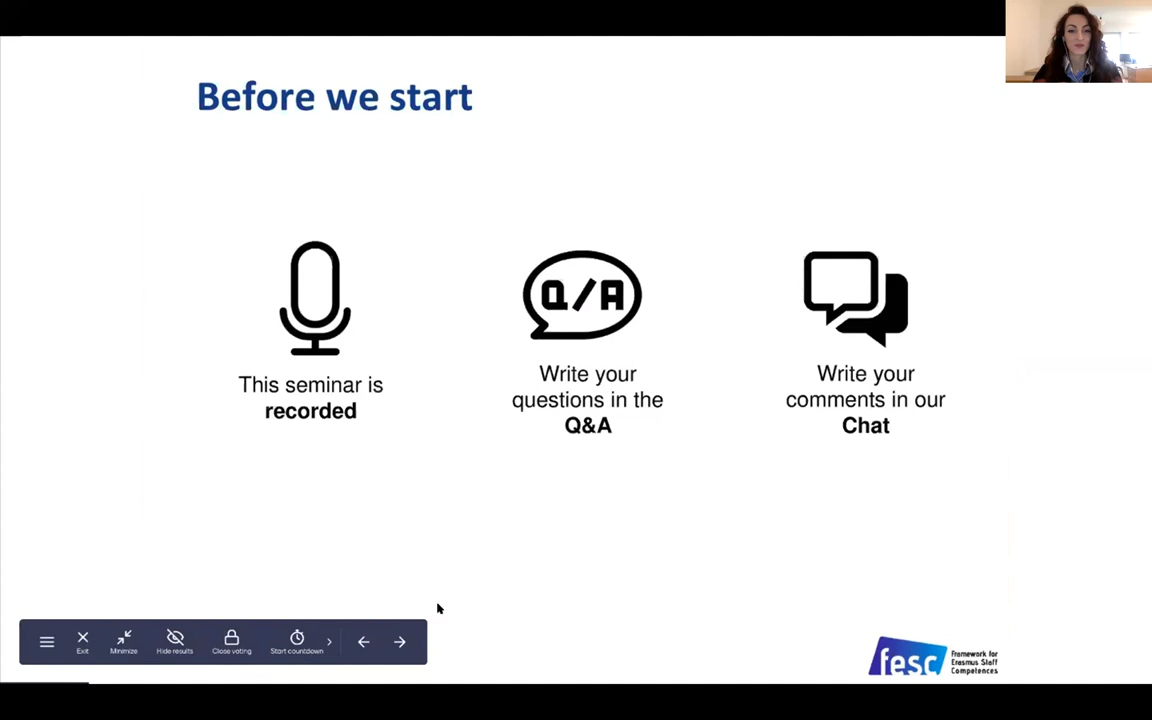 Before we start
Q/A
This seminar is
recorded
Write your
questions in the
Q&A
Write your
comments in our
Chat
Exit
Minimize
Hide results
Close voting
Start countdown
fesc
Framework for
Erasmus Staff
Competences